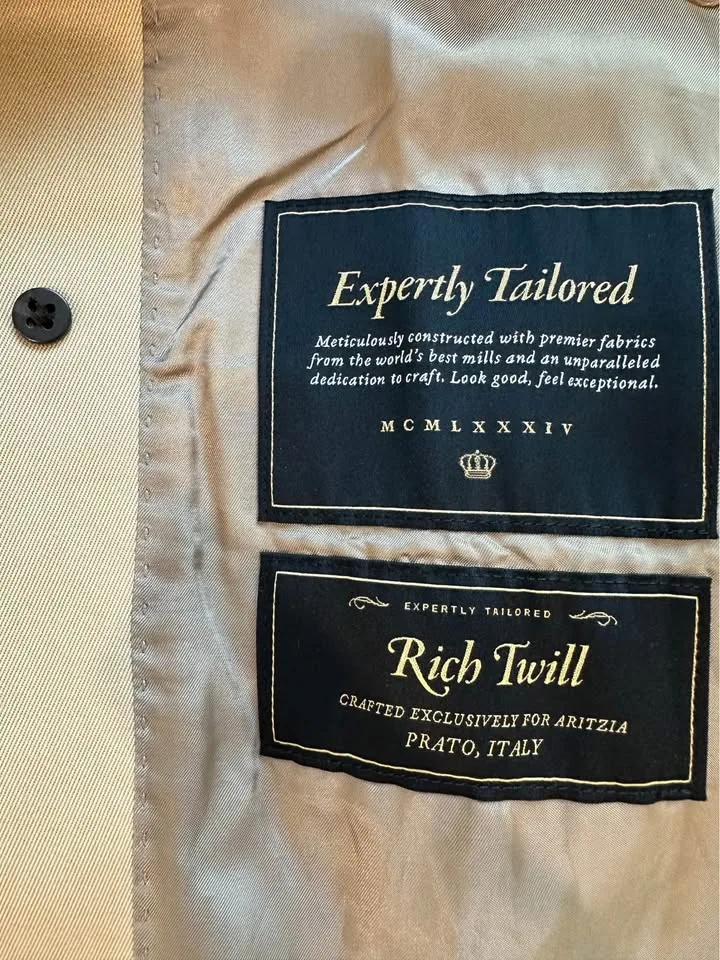 Expertly Tailored
Meticulously constructed with premier fabrics
from the world's best mills and an unparalleled
dedication to craft. Look good, feel exceptional.
MCMLXXXIV
EXPERTLY TAILORED
Rich Twill
CRAFTED EXCLUSIVELY FOR ARITZIA
PRATO, ITALY